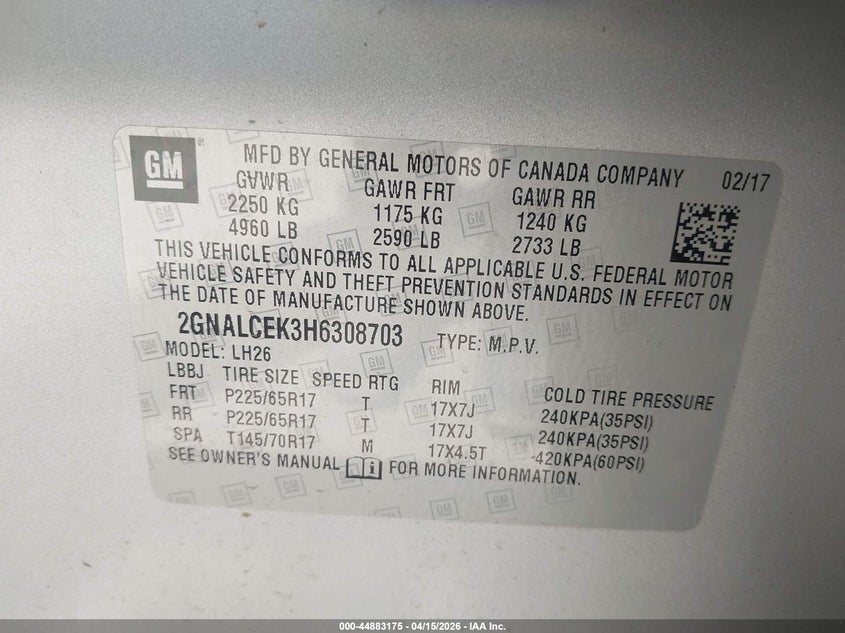 GM ® MFD BY GENERAL MOTORS OF CANADA COMPANY 02/17
GVWR GAWR FRT GAWR RR
2250 KG 1175 KG 1240 KG
4960 LB 2590 LB 2733 LB
THIS VEHICLE CONFORMS TO ALL APPLICABLE U.S. FEDERAL MOTOR
VEHICLE SAFETY AND THEFT PREVENTION STANDARDS IN EFFECT ON
THE DATE OF MANUFACTURE SHOWN ABOVE.
2GNALCEK3H6308703 TYPE: M.P.V.
MODEL: LH26
LBBJ TIRE SIZE SPEED RTG RIM COLD TIRE PRESSURE
FRT P225/65R17 T 17X7J 240KPA(35PSI)
RR P225/65R17 T 17X7J 240KPA(35PSI)
SPA T145/70R17 M 17X4.5T 420KPA(60PSI)
SEE OWNER'S MANUAL FOR MORE INFORMATION.
000-44883175 - 04/15/2026 - IAA Inc.